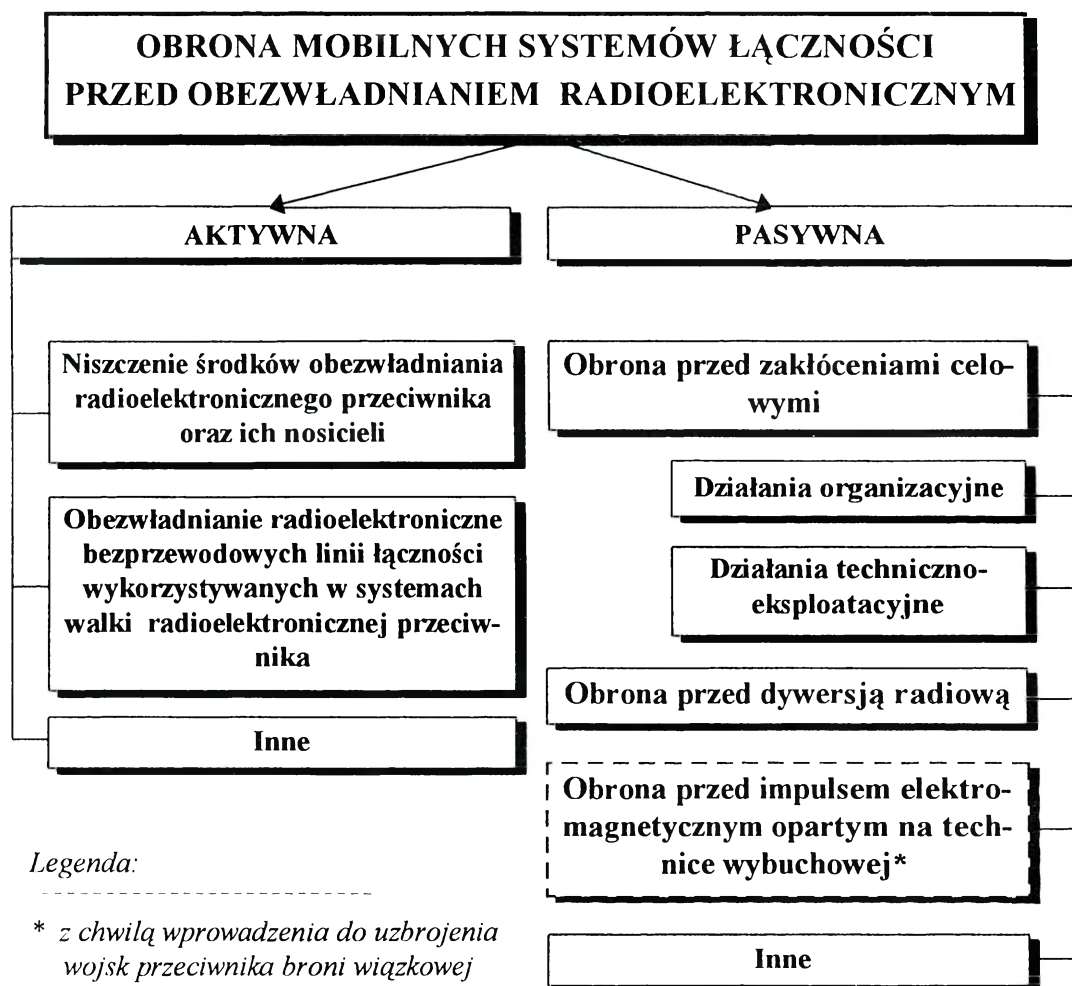 OBRONA MOBILNYCH SYSTEMÓW ŁĄCZNOŚCI
PRZED OBEZWŁADNIANIEM RADIOELEKTRONICZNYM
AKTYWNA
Niszczenie środków obezwładniania
radioelektronicznego przeciwnika
oraz ich nosicieli
Obezwładnianie radioelektroniczne
bezprzewodowych linii łączności
wykorzystywanych w systemach
walki radioelektronicznej przeciw-
nika
Inne
PASYWNA
Obrona przed zakłóceniami celo-
wymi
Działania organizacyjne
Działania techniczno-
eksploatacyjne
Obrona przed dywersją radiową
Obrona przed impulsem elektro-
magnetycznym opartym na tech-
nice wybuchowej*
Inne
Legenda:
* z chwilą wprowadzenia do uzbrojenia
wojsk przeciwnika broni wiązkowej